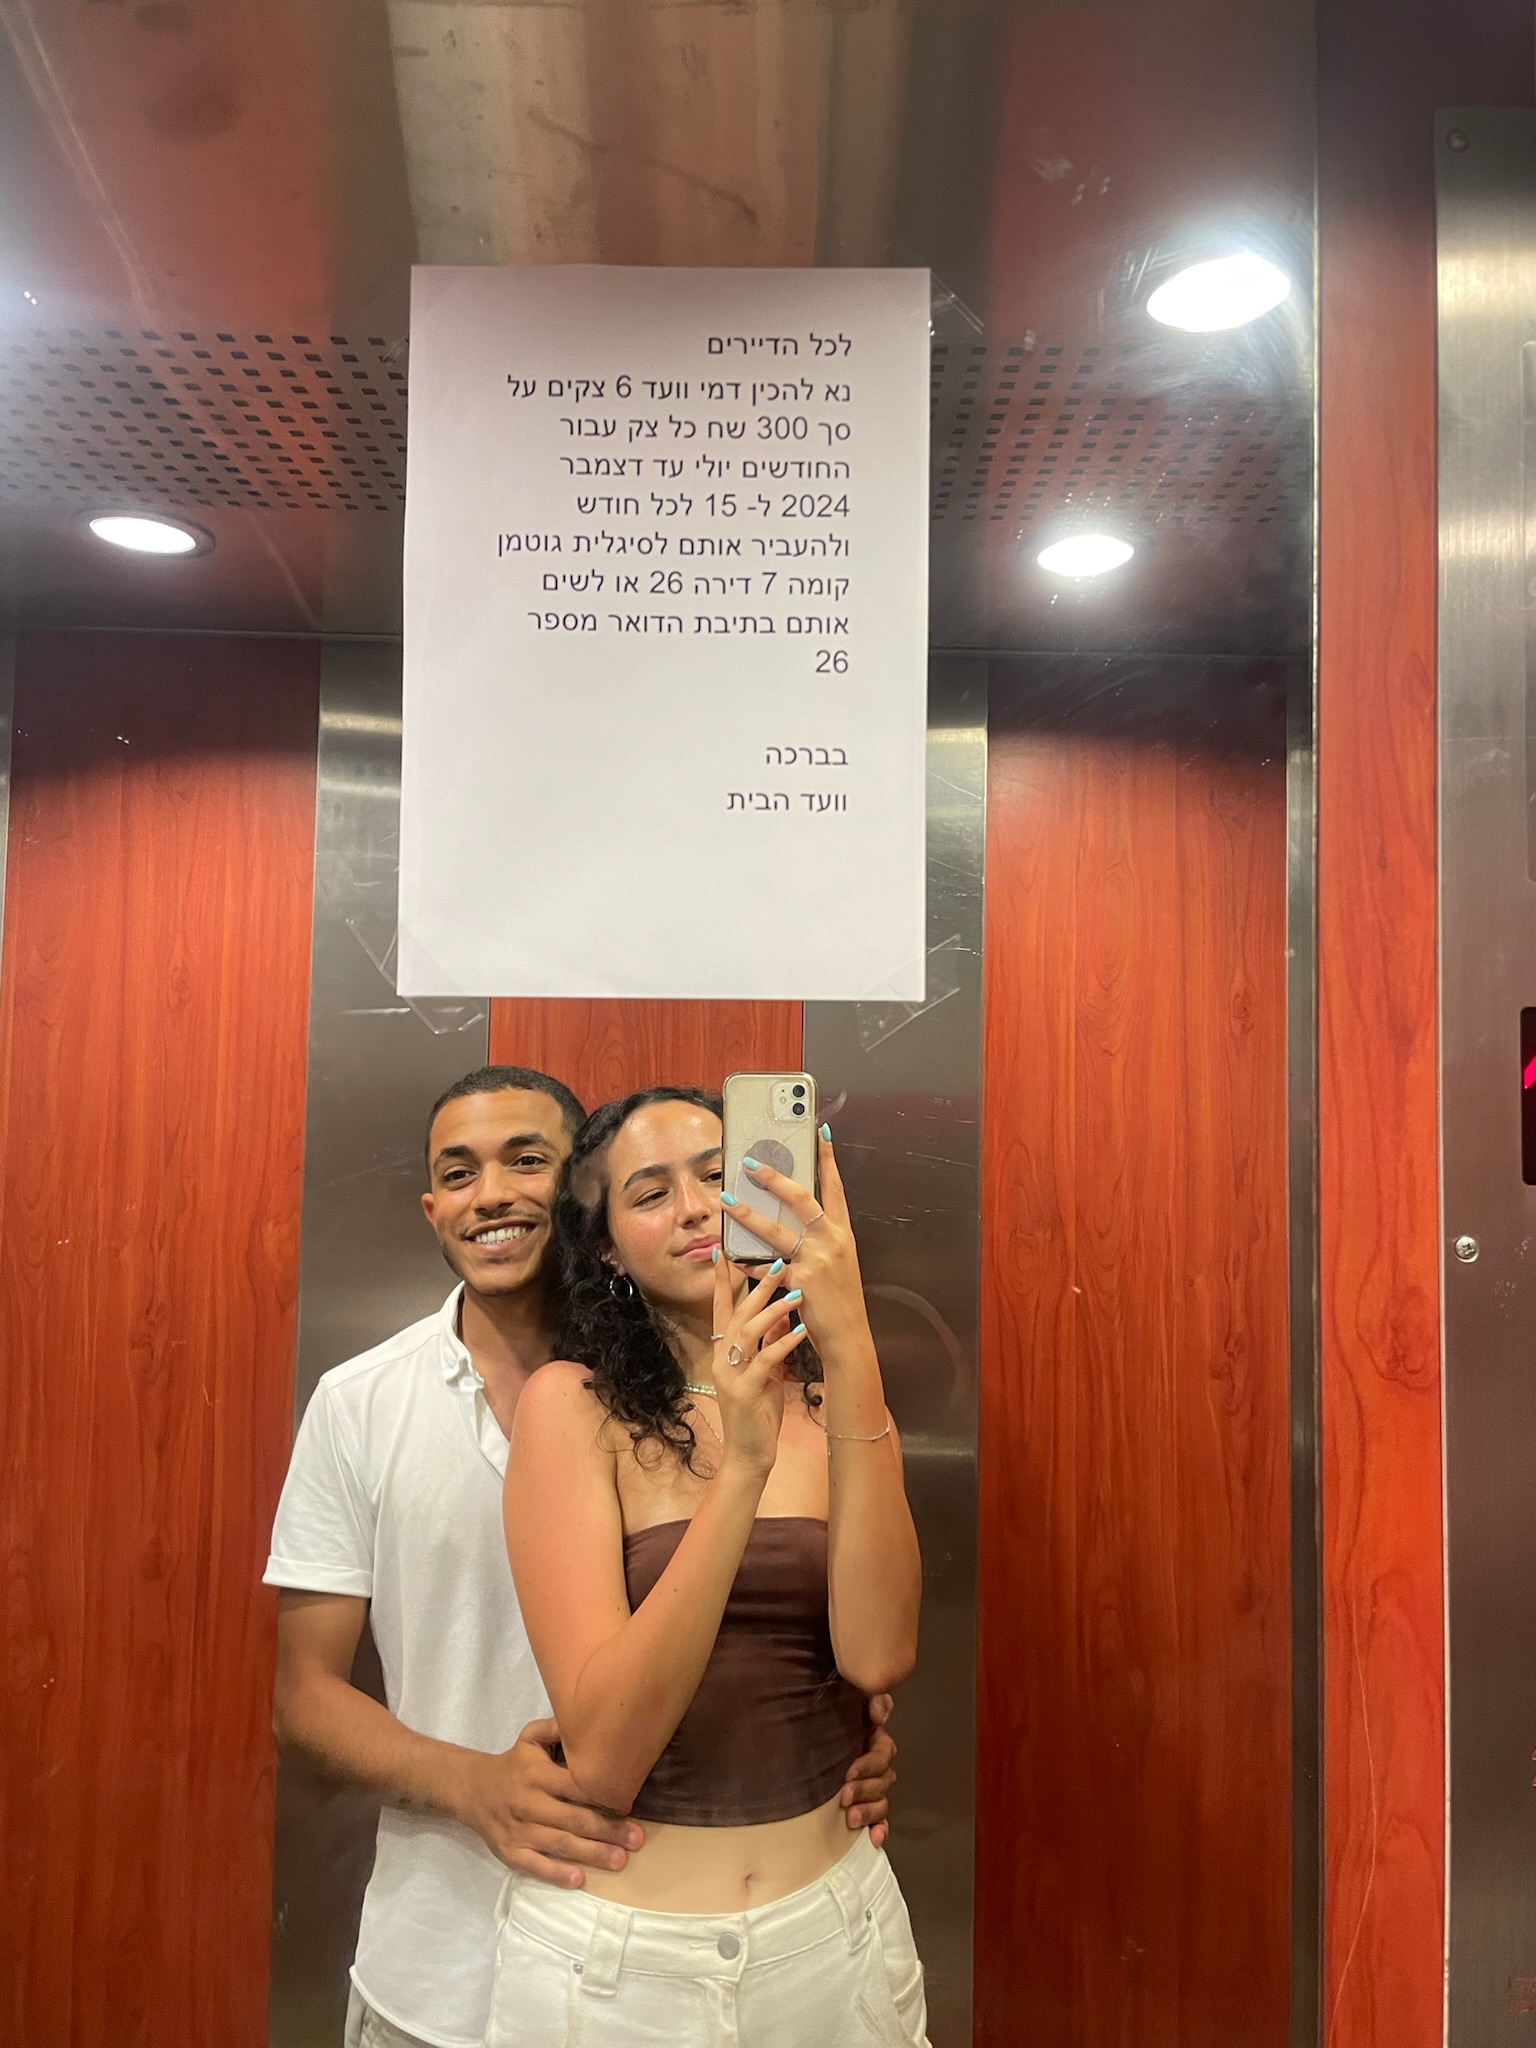 לכל הדיירים
נא להכין דמי וועד 6 צקים על
סך 300 שח כל צק עבור
החודשים יולי עד דצמבר
2024 ל- 15 לכל חודש
ולהעביר אותם לסיגלית גוטמן
קומה 7 דירה 26 או לשים
אותם בתיבת הדואר מספר
26
בברכה
וועד הבית